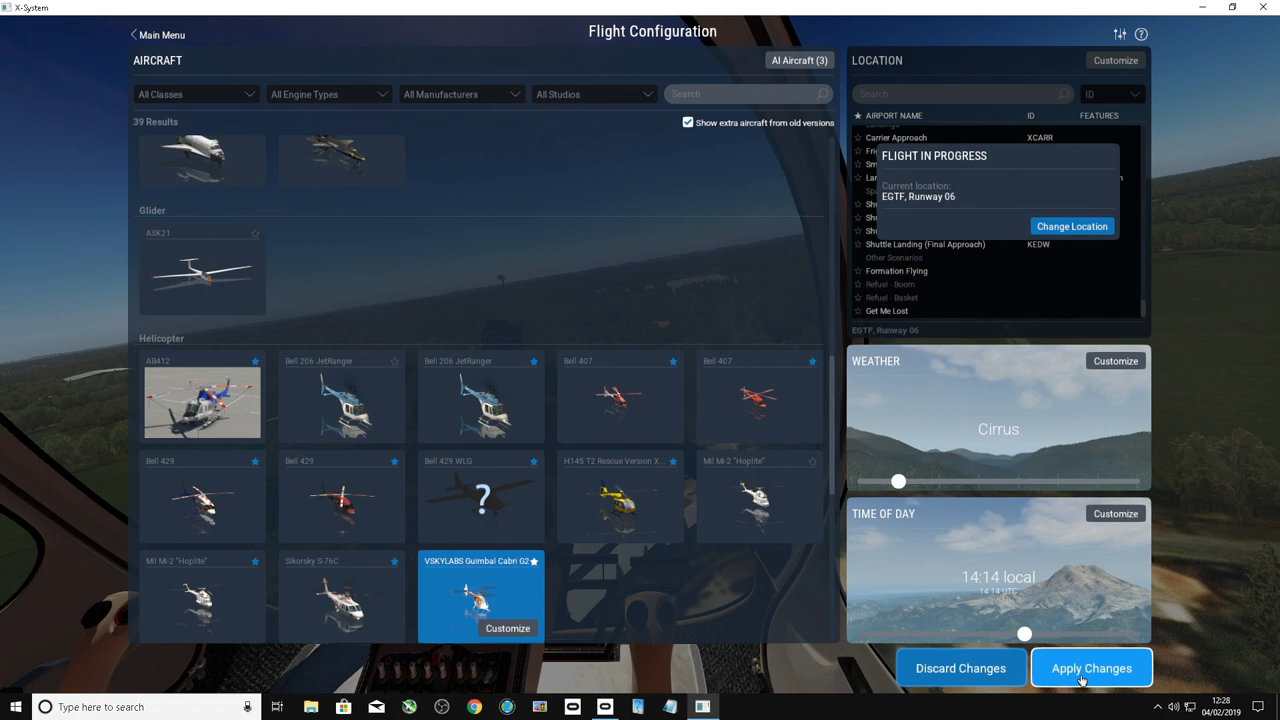 X-System
Main Menu
Flight Configuration
AIRCRAFT
AI Aircraft (3)
All Classes
All Engine Types
All Manufacturers
All Studios
Search
39 Results
Show extra aircraft from old versions
Glider
ASK21
Helicopter
AB412
Bell 206 JetRanger
Bell 206 JetRanger
Bell 407
Bell 407
Bell 429
Bell 429
Bell 429 WLG
H145 T2 Rescue Version X...
Mil Mi-2 "Hoplite"
?
Mil Mi-2 "Hoplite"
Sikorsky S-76C
VSKYLABS Guimbal Cabri G2
Customize
LOCATION
Customize
Search
ID
AIRPORT NAME
ID
FEATURES
Carrier Approach
XCARR
FLIGHT IN PROGRESS
Current location:
EGTF, Runway 06
Change Location
Shuttle Landing (Final Approach)
KEDW
Other Scenarios
Formation Flying
Refuel - Boom
Refuel - Basket
Get Me Lost
EGTF, Runway 06
WEATHER
Customize
Cirrus
TIME OF DAY
Customize
14:14 local
14:14 UTC
Discard Changes
Apply Changes
Type here to search
12:28
04/02/2019